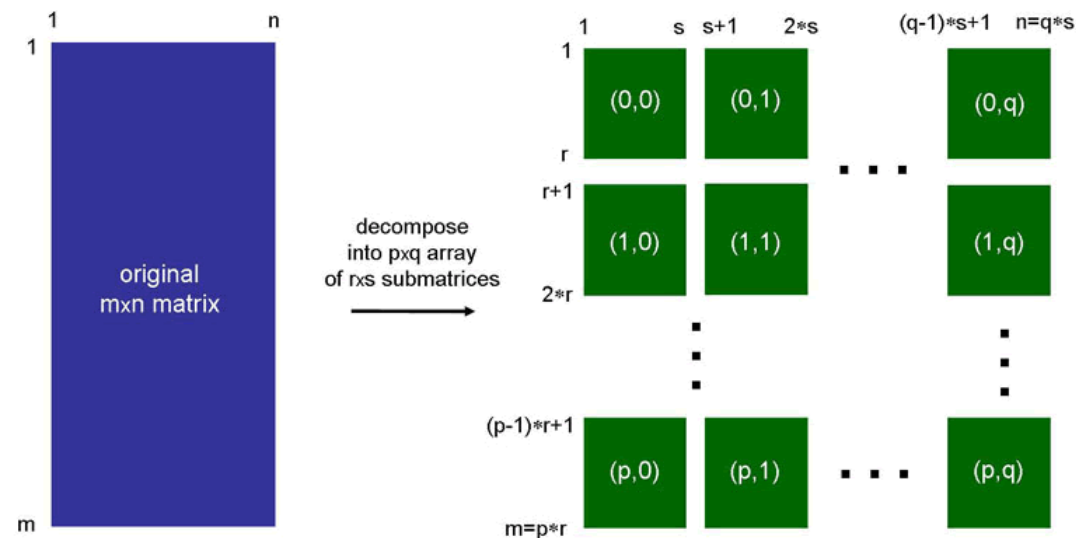 1 n
1
original
mxn matrix
m
decompose
into pxq array
of rxs submatrices
1 s s+1 2*s (q-1)*s+1 n=q*s
1
(0,0) (0,1) (0,q)
r
r+1
(1,0) (1,1) (1,q)
2*r
(p-1)*r+1
(p,0) (p,1) (p,q)
m=p*r